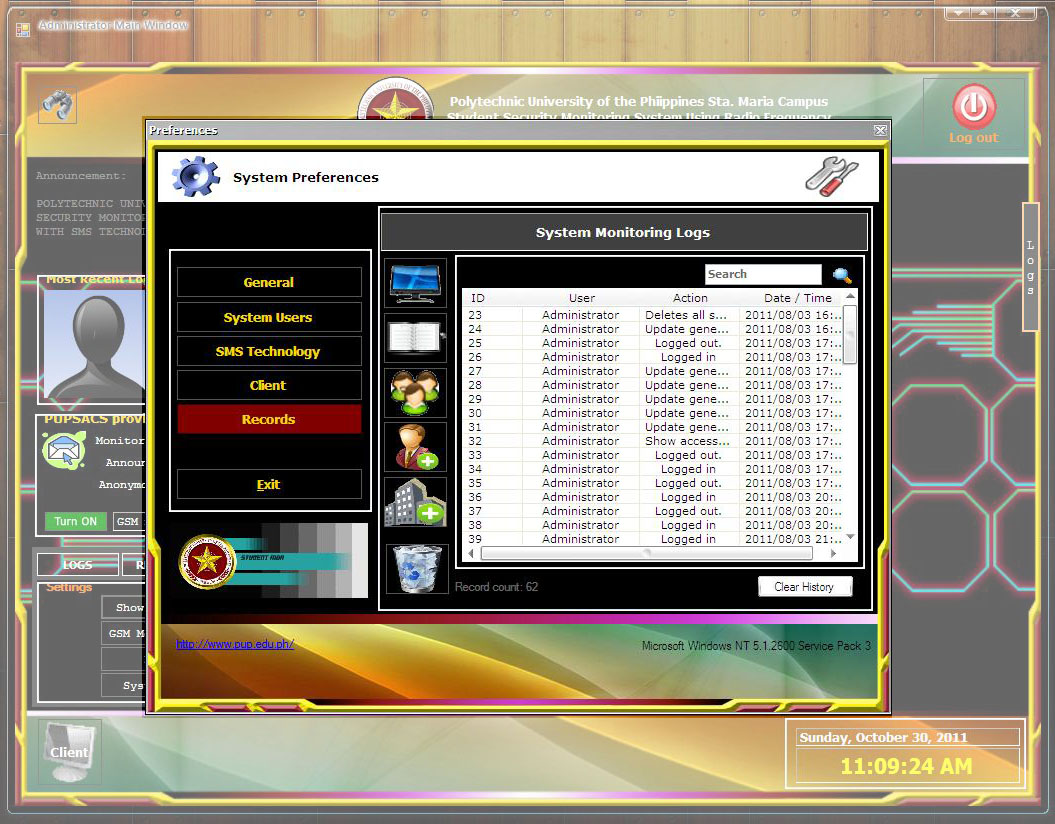 Administrator Main Window
Polytechnic University of the Phiippines Sta. Maria Campus
Student Security Monitoring System Using Radio Frequency
Log out
Announcement:
POLYTECHNIC
SECURITY
WITH SMS
Logs
Most Recent
PUPSACS
Turn ON
GSM
LOGS
Settings
Show
GSM
Client
Preferences
System Preferences
General
System Users
SMS Technology
Client
Records
Exit
STUDENT
System Monitoring Logs
Search
ID User Action Date / Time
23 Administrator Deletes all s... 2011/08/03 16:..
24 Administrator Update gene... 2011/08/03 16:..
25 Administrator Logged out. 2011/08/03 17:..
26 Administrator Logged in 2011/08/03 17:..
27 Administrator Update gene... 2011/08/03 17:..
28 Administrator Update gene... 2011/08/03 17:..
29 Administrator Update gene... 2011/08/03 17:..
30 Administrator Update gene... 2011/08/03 17:..
31 Administrator Update gene... 2011/08/03 17:..
32 Administrator Show access... 2011/08/03 17:..
33 Administrator Logged out. 2011/08/03 17:..
34 Administrator Logged in 2011/08/03 17:..
35 Administrator Logged out. 2011/08/03 17:..
36 Administrator Logged in 2011/08/03 20:..
37 Administrator Logged out. 2011/08/03 20:..
38 Administrator Logged in 2011/08/03 20:..
39 Administrator Logged in 2011/08/03 21:..
Record count: 62
Clear History
http://www.pup.edu.ph/
Microsoft Windows NT 5.1.2600 Service Pack 3
Sunday, October 30, 2011
11:09:24 AM